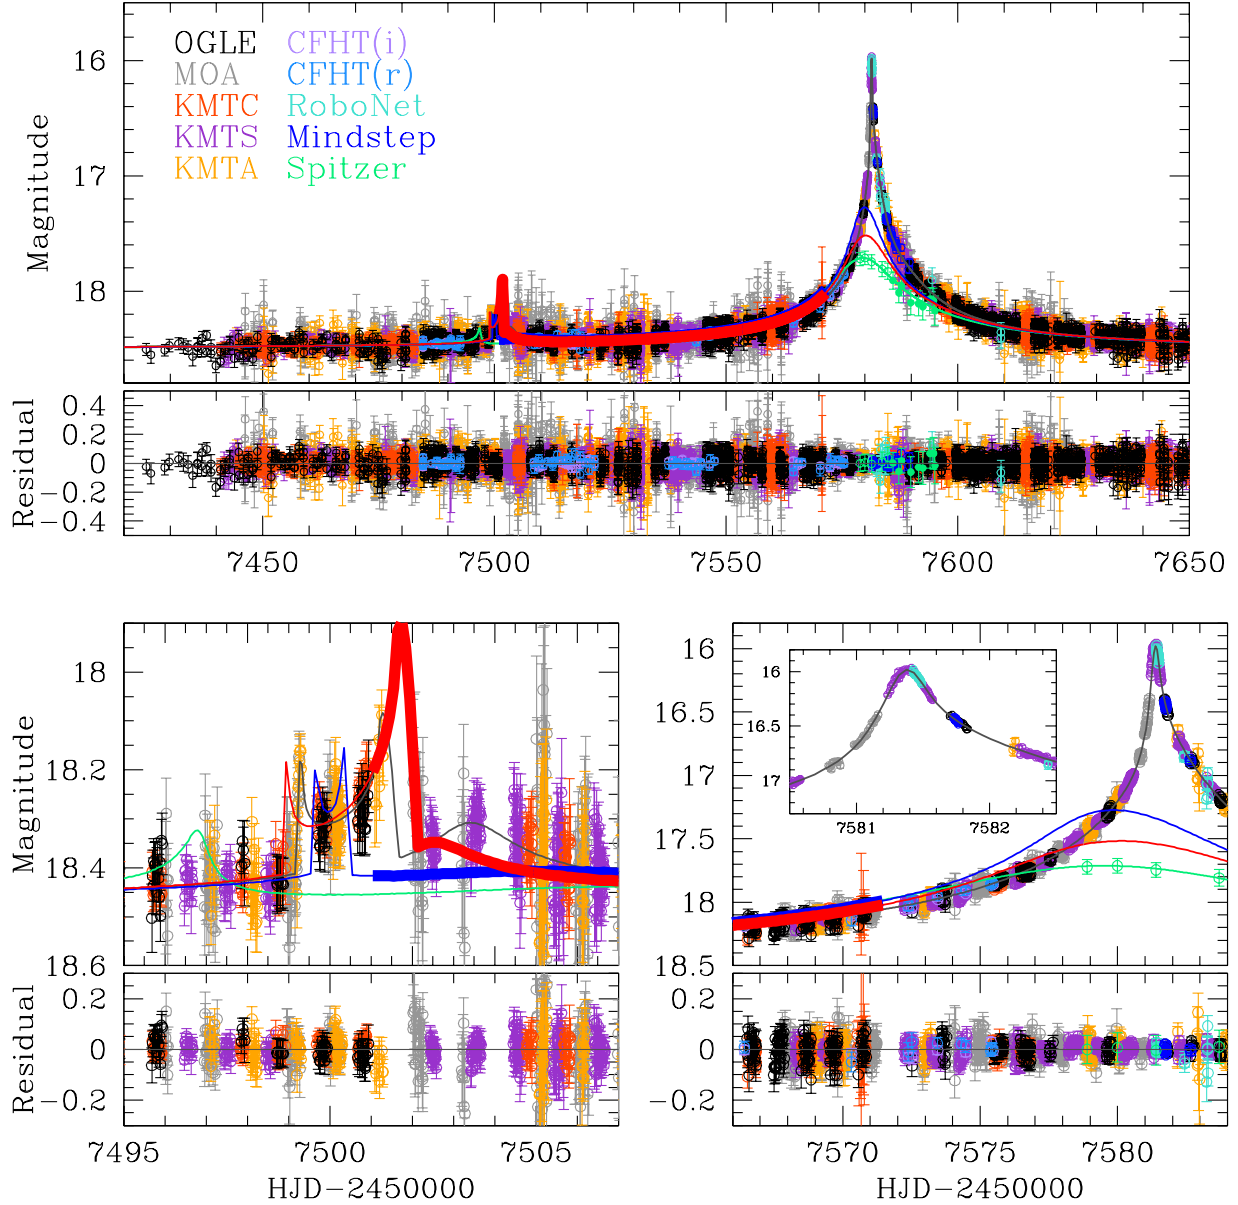 OGLE CFHT(i)
MOA CFHT(r)
KMTC RoboNet
KMTS Mindstep
KMTA Spitzer
Magnitude
16
17
18
Residual
0.4
0.2
0
−0.2
−0.4
7450 7500 7550 7600 7650
Magnitude
18
18.2
18.4
18.6
Residual
0.2
0
−0.2
7495 7500 7505
HJD−2450000
16
16.5
17
17.5
18
18.5
16
16.5
17
7581 7582
0.2
0
−0.2
7570 7575 7580
HJD−2450000